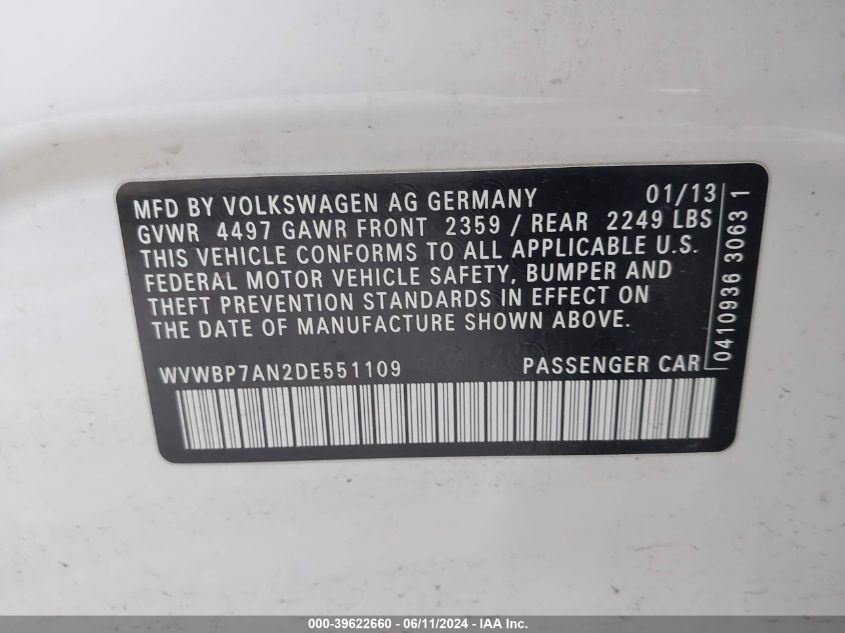 MFD BY VOLKSWAGEN AG GERMANY 01/13
GVWR 4497 GAWR FRONT 2359 / REAR 2249 LBS
THIS VEHICLE CONFORMS TO ALL APPLICABLE U.S.
FEDERAL MOTOR VEHICLE SAFETY, BUMPER AND
THEFT PREVENTION STANDARDS IN EFFECT ON
THE DATE OF MANUFACTURE SHOWN ABOVE.
WVWBP7AN2DE551109 PASSENGER CAR
0410936 3063 1
000-39622660 - 06/11/2024 - IAA Inc.